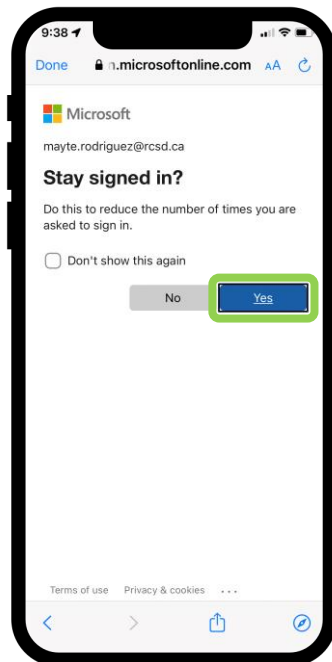 9:38
Done n.microsoftonline.com AA
Microsoft
mayte.rodriguez@rcsd.ca
Stay signed in?
Do this to reduce the number of times you are
asked to sign in.
Don't show this again
No Yes
Terms of use Privacy & cookies ...